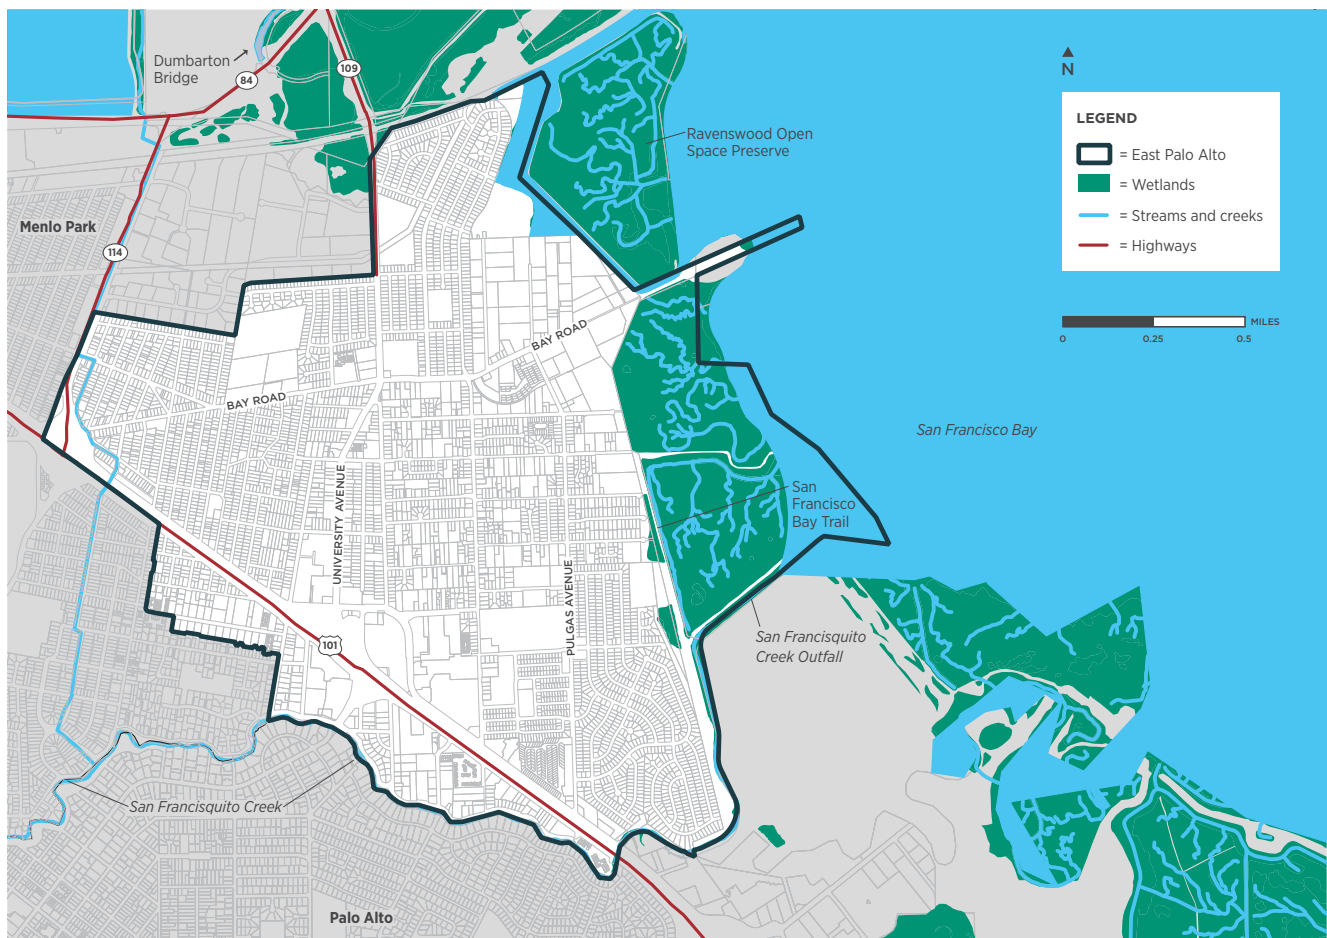 Dumbarton
Bridge
84
109
N
LEGEND
= East Palo Alto
= Wetlands
= Streams and creeks
= Highways
Ravenswood Open
Space Preserve
Menlo Park
114
MILES
0
0.25
0.5
BAY ROAD
BAY ROAD
San Francisco Bay
UNIVERSITY AVENUE
San
Francisco
Bay Trail
PULGAS AVENUE
101
San Francisquito
Creek Outfall
San Francisquito Creek
Palo Alto